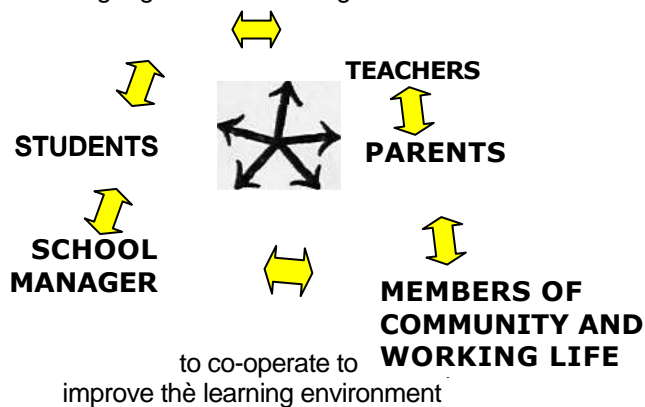 TEACHERS
STUDENTS
PARENTS
SCHOOL
MANAGER
MEMBERS OF
COMMUNITY AND
WORKING LIFE
to co-operate to
improve thè learning environment